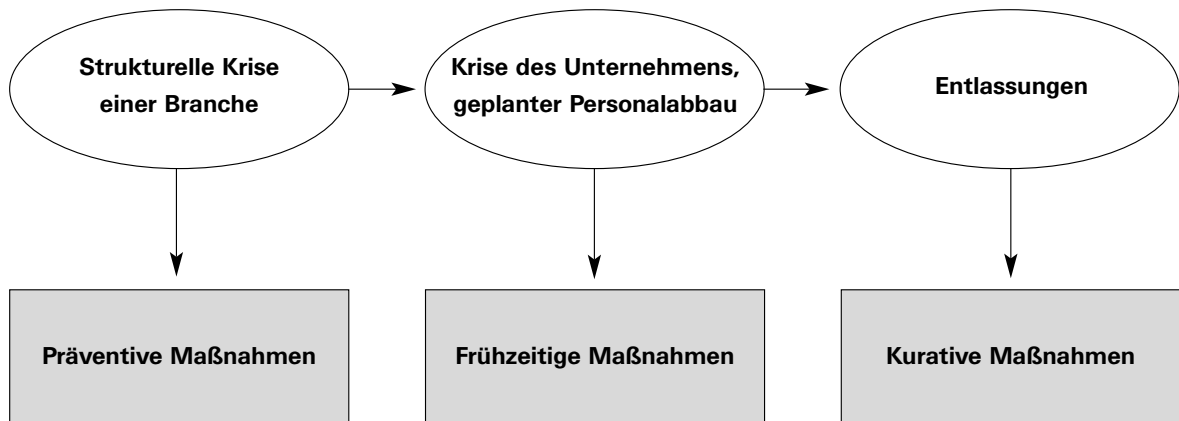 Strukturelle Krise
einer Branche
Krise des Unternehmens,
geplanter Personalabbau
Entlassungen
Präventive Maßnahmen
Frühzeitige Maßnahmen
Kurative Maßnahmen